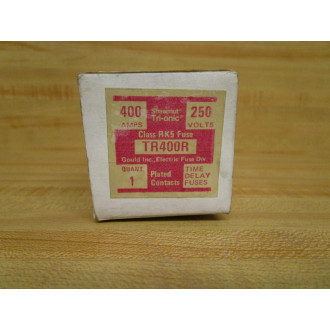 400 AMPS
Shawmut Tri-onic
250 VOLTS
Class RK5 Fuse
TR400R
Gould Inc., Electric Fuse Div.
QUANT. 1
Plated Contacts
TIME DELAY FUSES